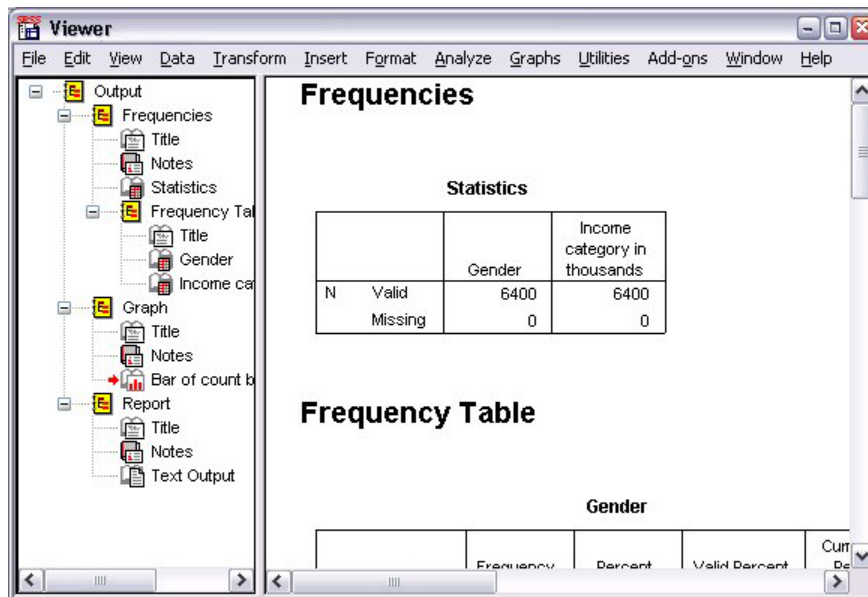 Viewer
File Edit View Data Transform Insert Format Analyze Graphs Utilities Add-ons Window Help
Output
Frequencies
Title
Notes
Statistics
Frequency Tal
Title
Gender
Income ca
Graph
Title
Notes
Bar of count b
Report
Title
Notes
Text Output
Frequencies
Statistics
Gender Income category in thousands
N Valid 6400 6400
Missing 0 0
Frequency Table
Gender
Frequency Percent Valid Percent